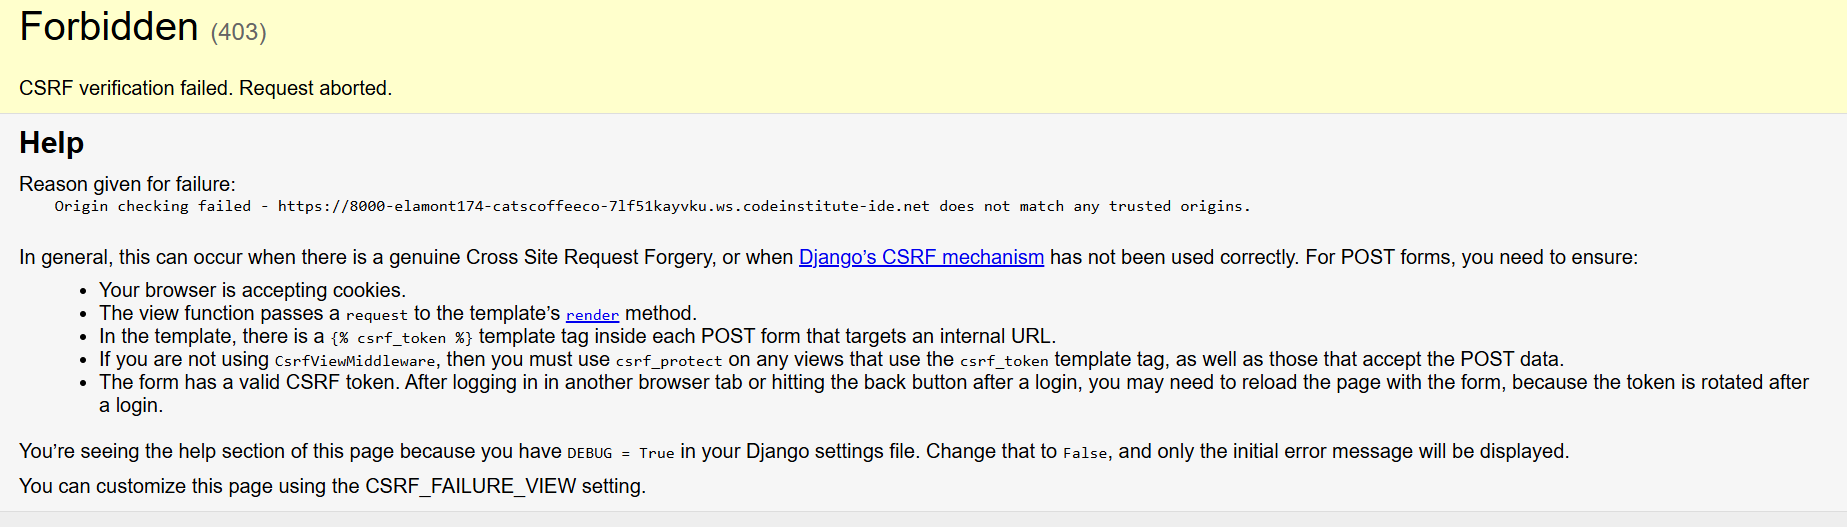 Forbidden (403)
CSRF verification failed. Request aborted.
Help
Reason given for failure:
Origin checking failed - https://8000-elamont174-catscoffeeco-7lf51kayvku.ws.codeinstitute-ide.net does not match any trusted origins.
In general, this can occur when there is a genuine Cross Site Request Forgery, or when Django’s CSRF mechanism has not been used correctly. For POST forms, you need to ensure:
• Your browser is accepting cookies.
• The view function passes a request to the template’s render method.
• In the template, there is a {% csrf_token %} template tag inside each POST form that targets an internal URL.
• If you are not using CsrfViewMiddleware, then you must use csrf_protect on any views that use the csrf_token template tag, as well as those that accept the POST data.
• The form has a valid CSRF token. After logging in in another browser tab or hitting the back button after a login, you may need to reload the page with the form, because the token is rotated after
a login.
You’re seeing the help section of this page because you have DEBUG = True in your Django settings file. Change that to False, and only the initial error message will be displayed.
You can customize this page using the CSRF_FAILURE_VIEW setting.